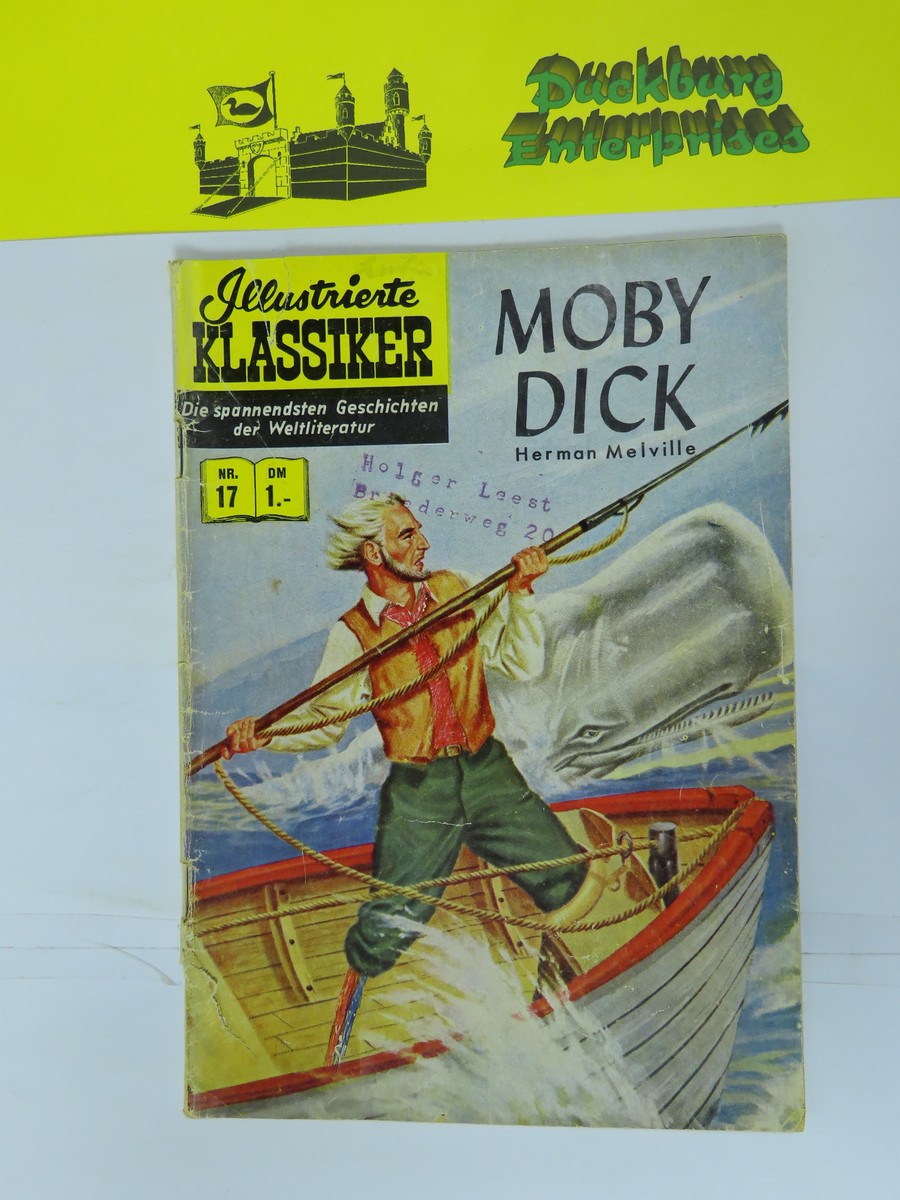 Duckburg
Enterprises
Illustrierte
KLASSIKER
Die spannendsten Geschichten
der Weltliteratur
NR. 17
DM 1.-
MOBY
DICK
Herman Melville
Holger Leest
20